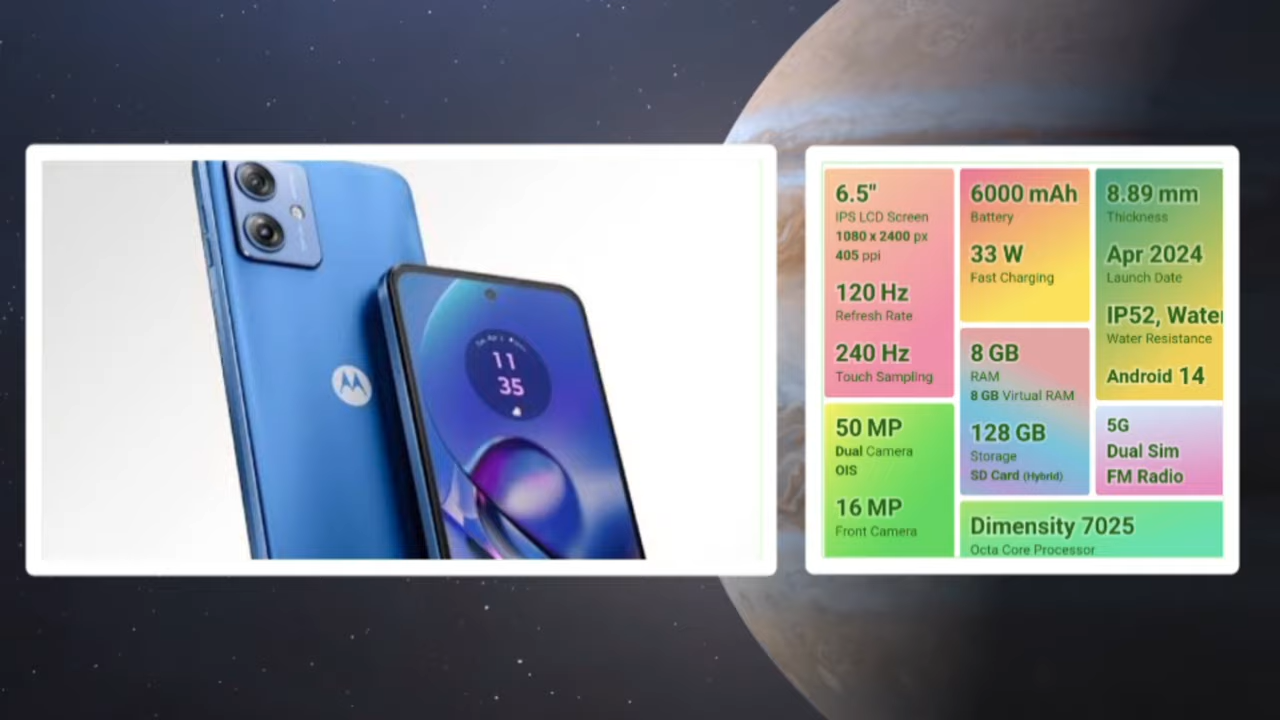 11
35
6.5"
IPS LCD Screen
1080 x 2400 px
405 ppi
120 Hz
Refresh Rate
240 Hz
Touch Sampling
50 MP
Dual Camera
OIS
16 MP
Front Camera
6000 mAh
Battery
33 W
Fast Charging
8 GB
RAM
8 GB Virtual RAM
128 GB
Storage
SD Card (Hybrid)
8.89 mm
Thickness
Apr 2024
Launch Date
IP52, Water
Water Resistance
Android 14
5G
Dual Sim
FM Radio
Dimensity 7025
Octa Core Processor